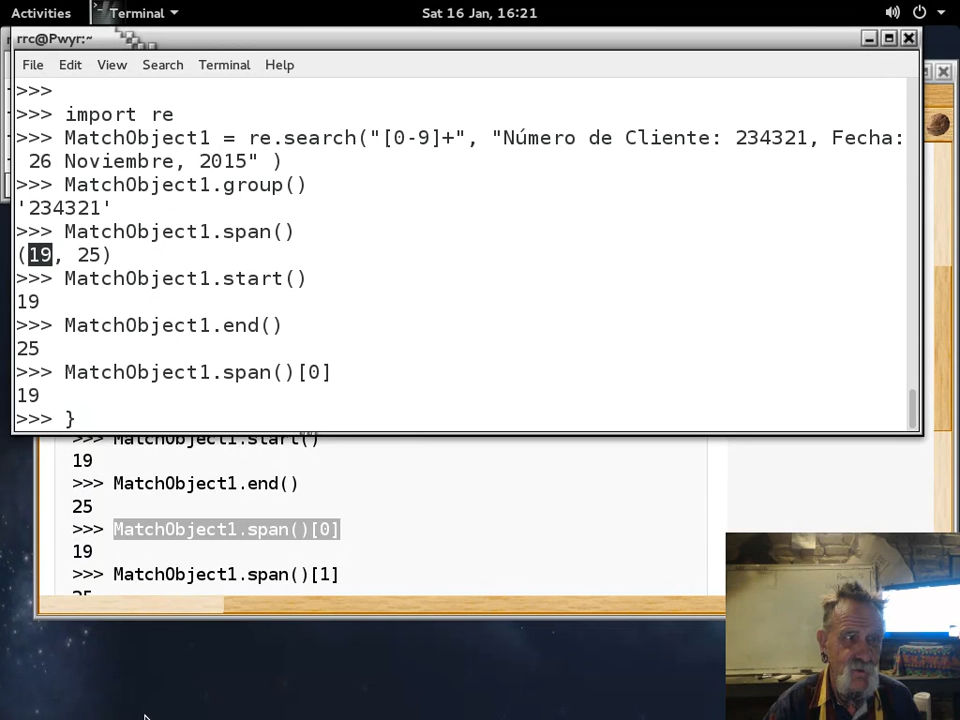 Activities Terminal Sat 16 Jan, 16:21
rrc@Pwyr:~
File Edit View Search Terminal Help
>>>
>>> import re
>>> MatchObject1 = re.search("[0-9]+", "Número de Cliente: 234321, Fecha:
26 Noviembre, 2015" )
>>> MatchObject1.group()
'234321'
>>> MatchObject1.span()
(19, 25)
>>> MatchObject1.start()
19
>>> MatchObject1.end()
25
>>> MatchObject1.span()[0]
19
>>> }
>>> MatchObject1.start()
19
>>> MatchObject1.end()
25
>>> MatchObject1.span()[0]
19
>>> MatchObject1.span()[1]
25